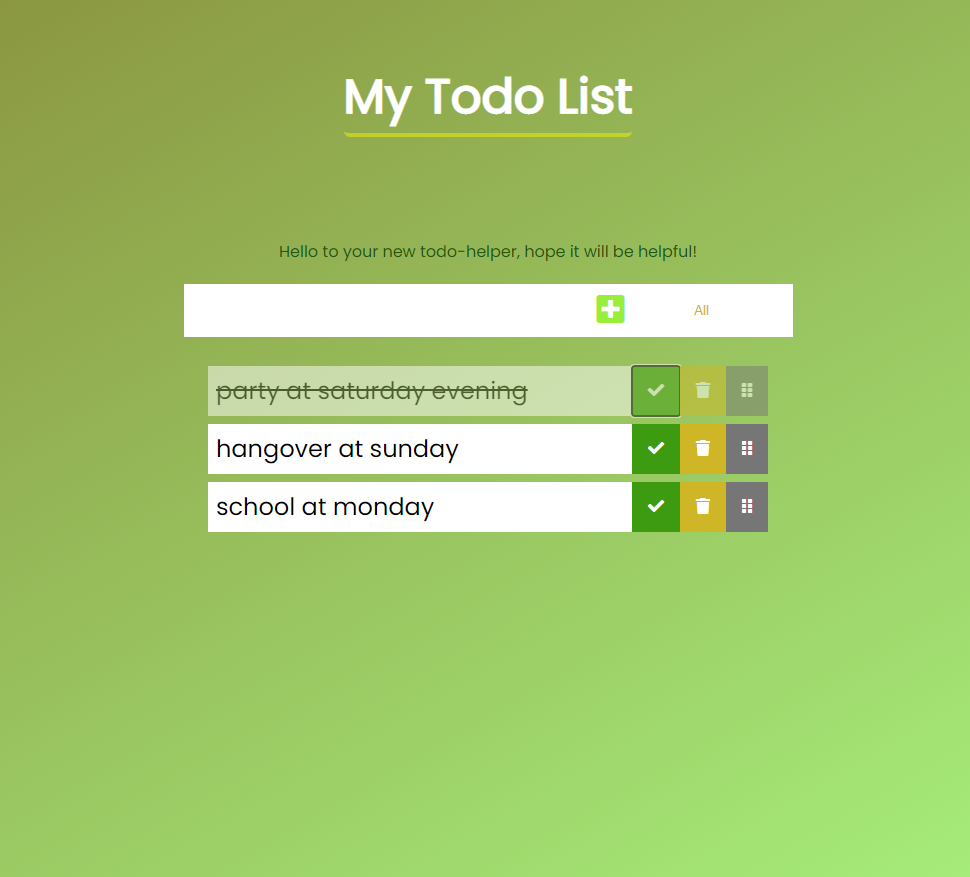 My Todo List
Hello to your new todo-helper, hope it will be helpful!
All
party at saturday evening
hangover at sunday
school at monday